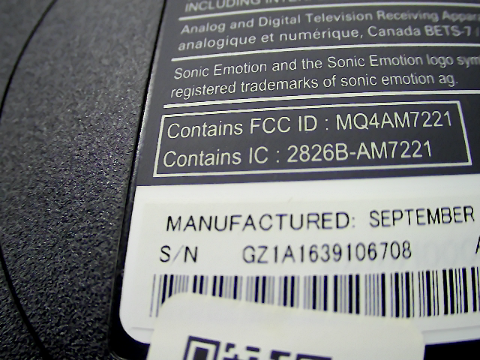 INCLUDING
Analog and Digital Television Receiving
analogique et numérique, Canada BETS-7 /
Sonic Emotion and the Sonic Emotion logo
registered trademarks of sonic emotion ag.
Contains FCC ID : MQ4AM7221
Contains IC : 2826B-AM7221
MANUFACTURED: SEPTEMBER
S/N GZ1A1639106708